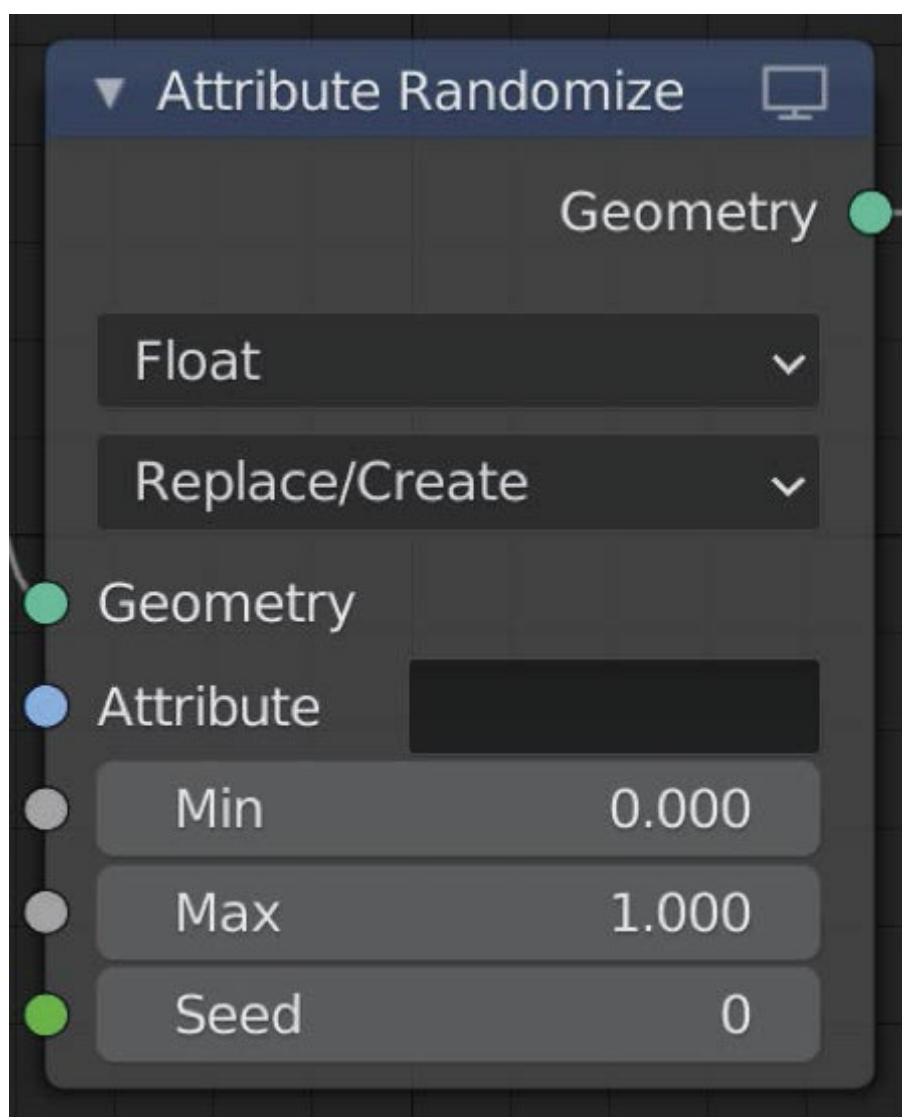 Attribute Randomize
Geometry
Float
Replace/Create
Geometry
Attribute
Min 0.000
Max 1.000
Seed 0